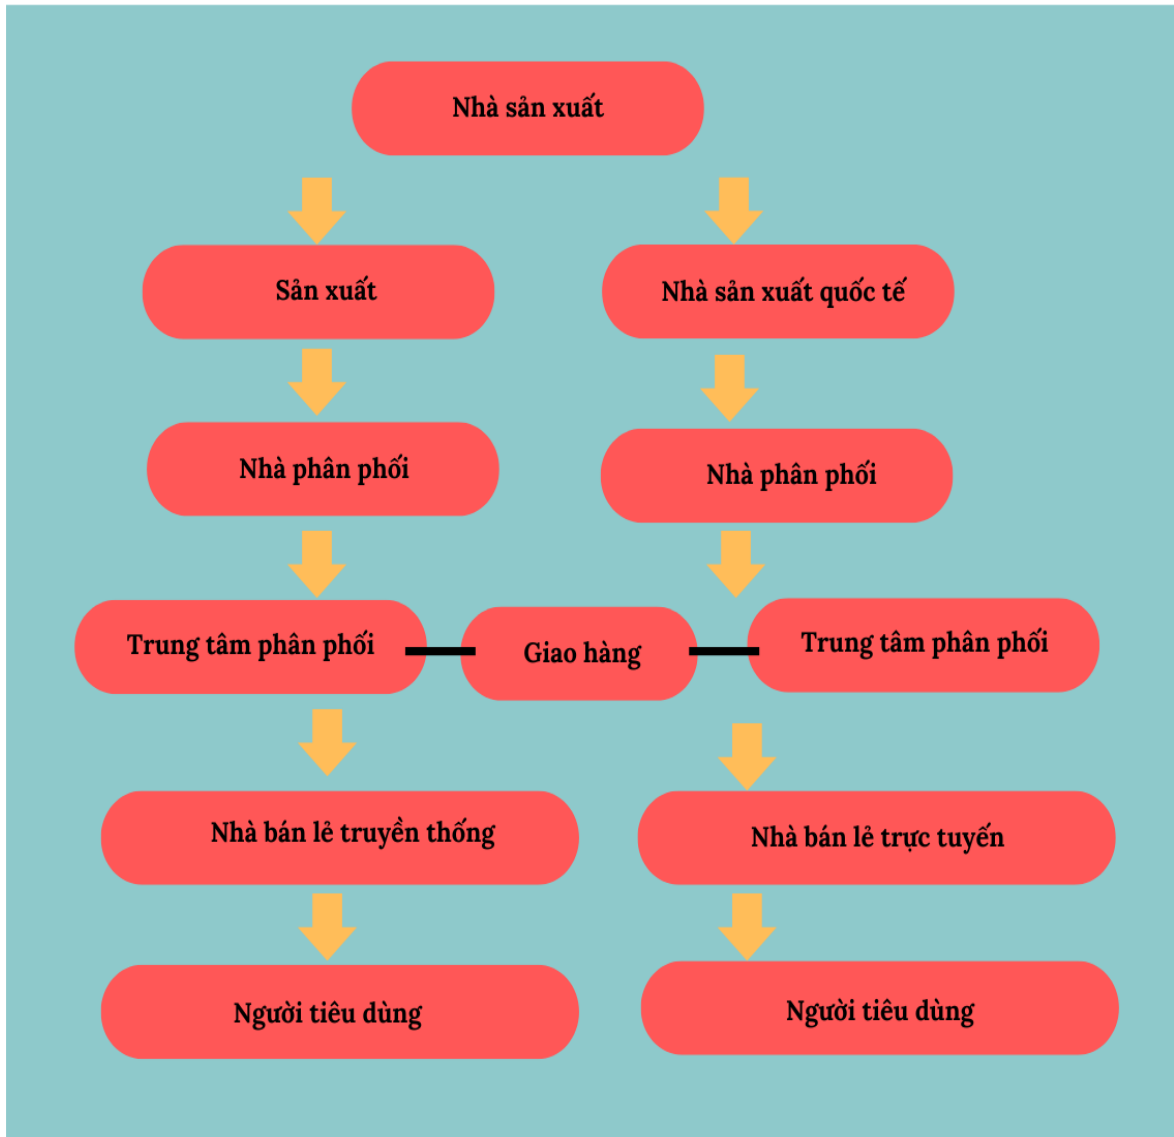 Nhà sản xuất
Sản xuất
Nhà sản xuất quốc tế
Nhà phân phối
Nhà phân phối
Trung tâm phân phối
Giao hàng
Trung tâm phân phối
Nhà bán lẻ truyền thống
Nhà bán lẻ trực tuyến
Người tiêu dùng
Người tiêu dùng